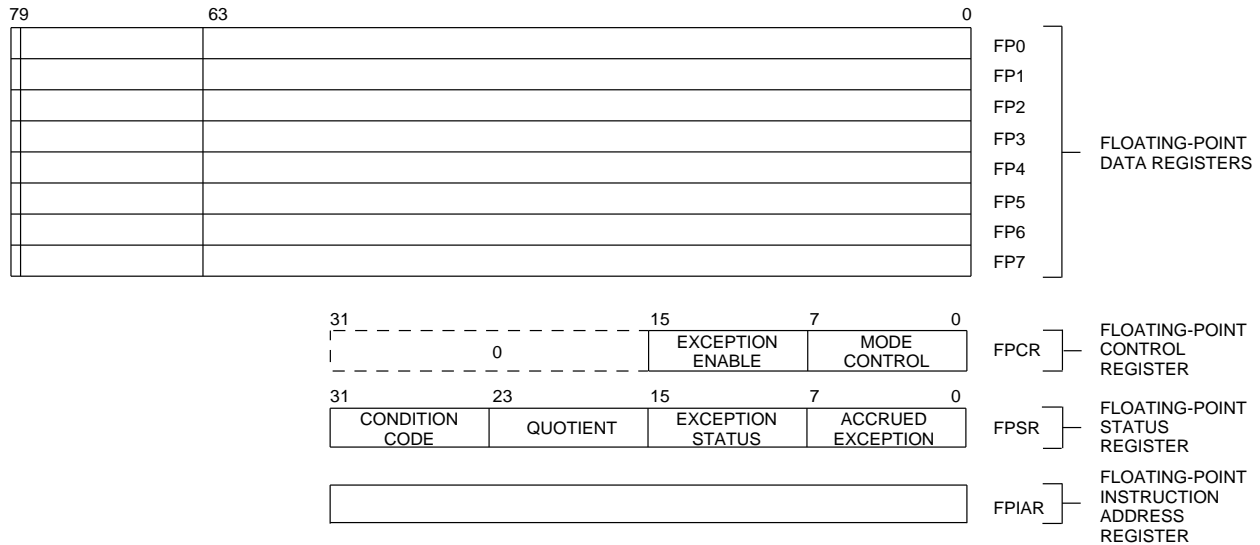 79 63 0
FP0
FP1
FP2
FP3
FP4
FP5
FP6
FP7
FLOATING-POINT
DATA REGISTERS
31 15 7 0
0
EXCEPTION
ENABLE
MODE
CONTROL
FPCR
FLOATING-POINT
CONTROL
REGISTER
31 23 15 7 0
CONDITION
CODE
QUOTIENT
EXCEPTION
STATUS
ACCRUED
EXCEPTION
FPSR
FLOATING-POINT
STATUS
REGISTER
FPIAR
FLOATING-POINT
INSTRUCTION
ADDRESS
REGISTER